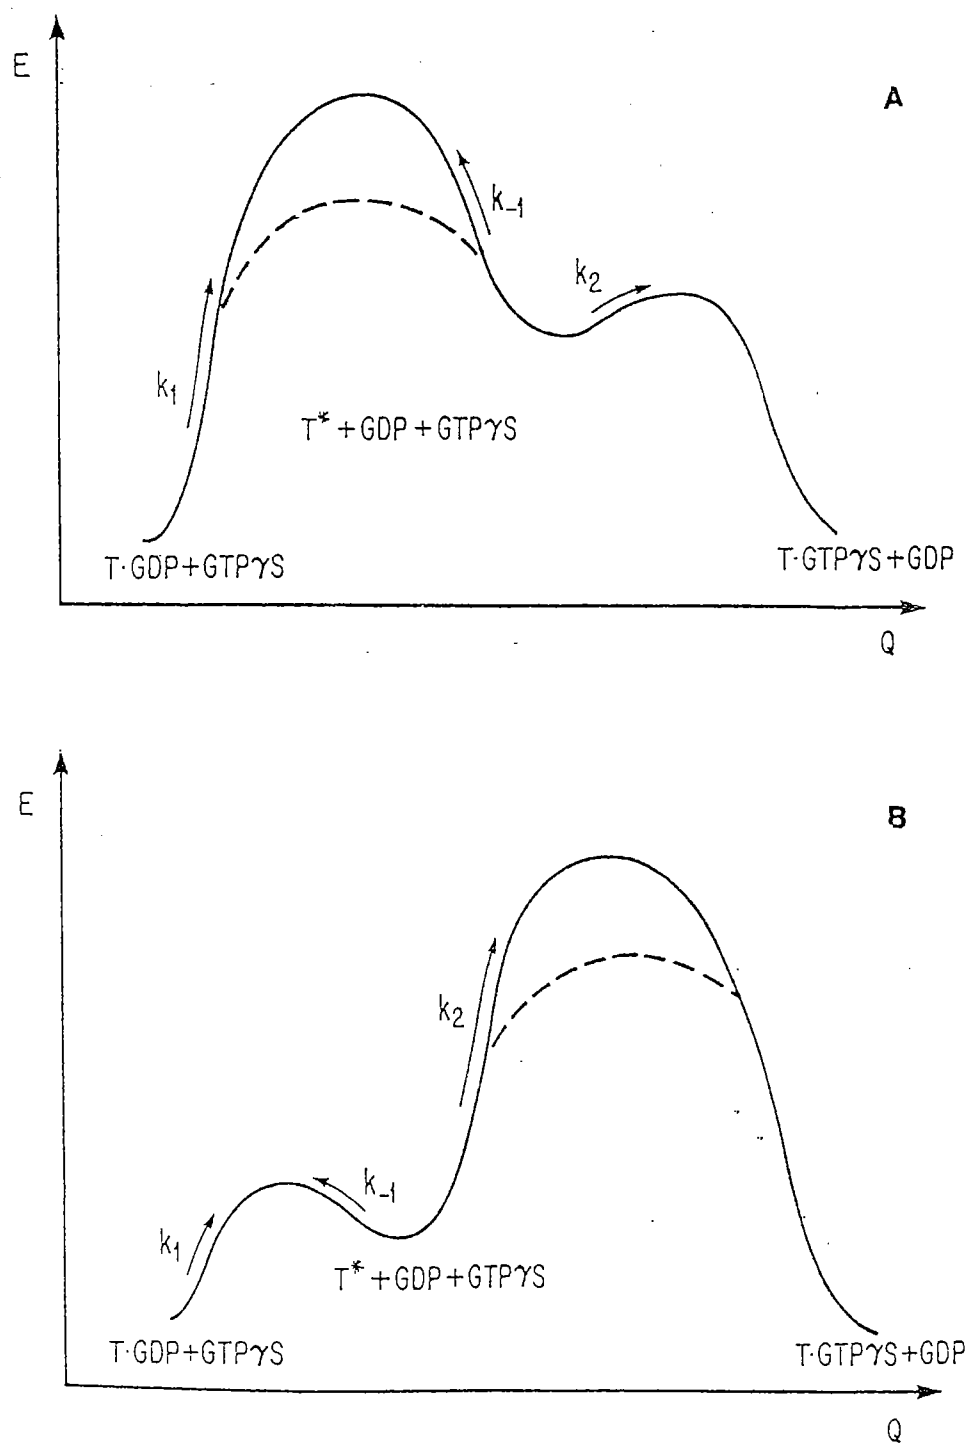 E
A
k₋₁
k₂
k₁
T* + GDP + GTPγS
T·GDP+GTPγS
T·GTPγS+GDP
Q
E
B
k₂
k₋₁
k₁
T* + GDP + GTPγS
T·GDP+GTPγS
T·GTPγS+GDP
Q